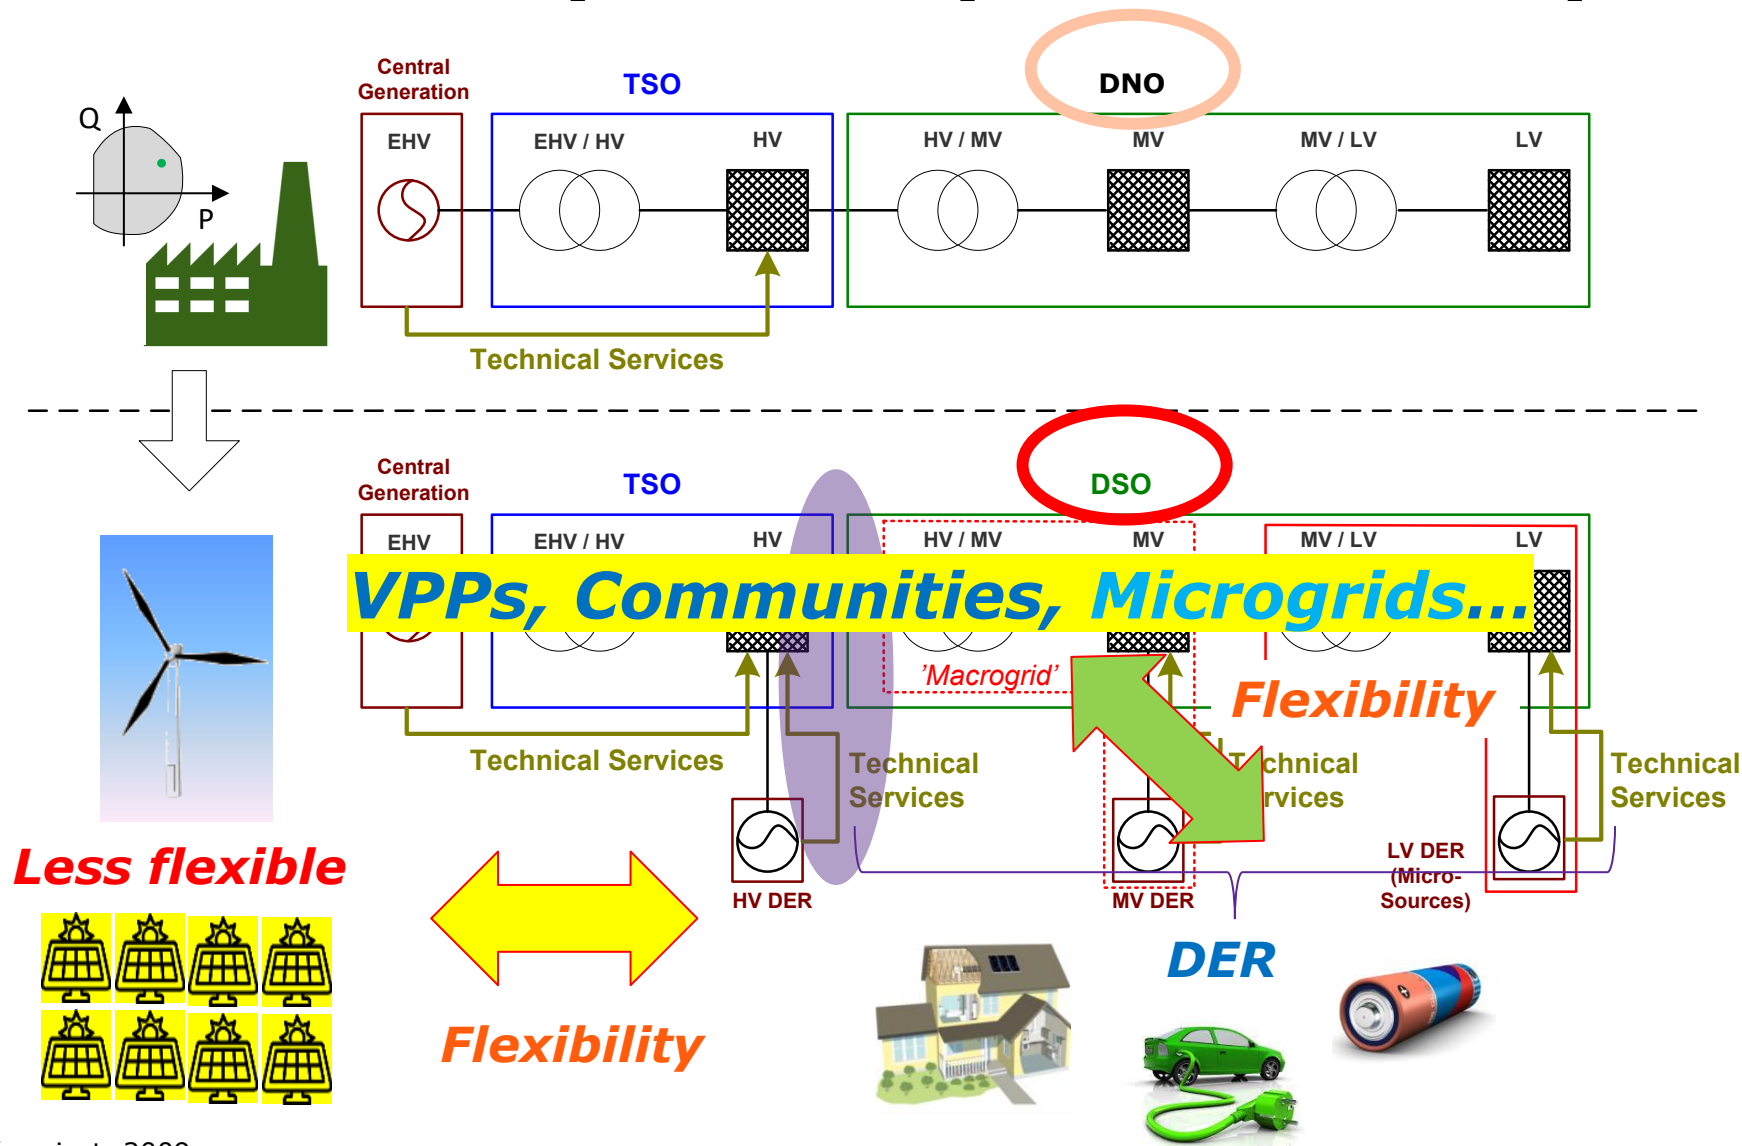 Central
Generation
TSO
DNO
Q
P
EHV
EHV / HV
HV
HV / MV
MV
MV / LV
LV
Technical Services
Central
Generation
TSO
DSO
EHV
EHV / HV
HV
HV / MV
MV
MV / LV
LV
VPPs, Communities, Microgrids...
'Macrogrid'
Flexibility
Technical Services
Technical
Services
Technical
Services
Less flexible
HV DER
MV DER
LV DER
(Micro-
Sources)
DER
Flexibility
2009